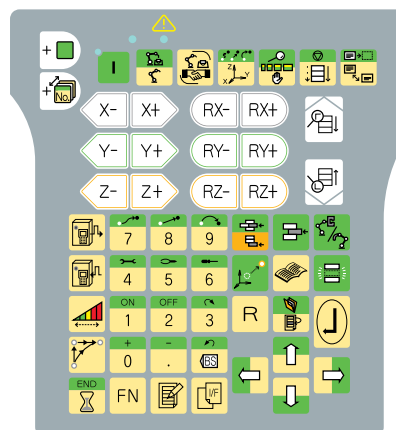 +
I
+ No.
Z X Y
X- X+ RX- RX+
Y- Y+ RY- RY+
Z- Z+ RZ- RZ+
7 8 9
4 5 6
ON OFF
1 2 3 R
+ -
0 . BS
END
FN I/F